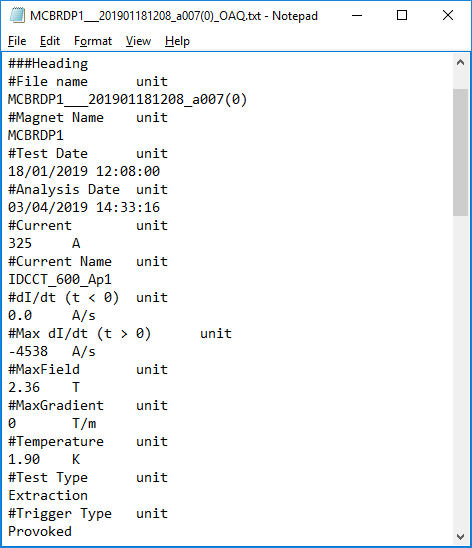 MCBRDP1___201901181208_a007(0)_OAQ.txt - Notepad
File Edit Format View Help
###Heading
#File name unit
MCBRDP1___201901181208_a007(0)
#Magnet Name unit
MCBRDP1
#Test Date unit
18/01/2019 12:08:00
#Analysis Date unit
03/04/2019 14:33:16
#Current unit
325 A
#Current Name unit
IDCCT_600_Ap1
#dI/dt (t < 0) unit
0.0 A/s
#Max dI/dt (t > 0) unit
-4538 A/s
#MaxField unit
2.36 T
#MaxGradient unit
0 T/m
#Temperature unit
1.90 K
#Test Type unit
Extraction
#Trigger Type unit
Provoked